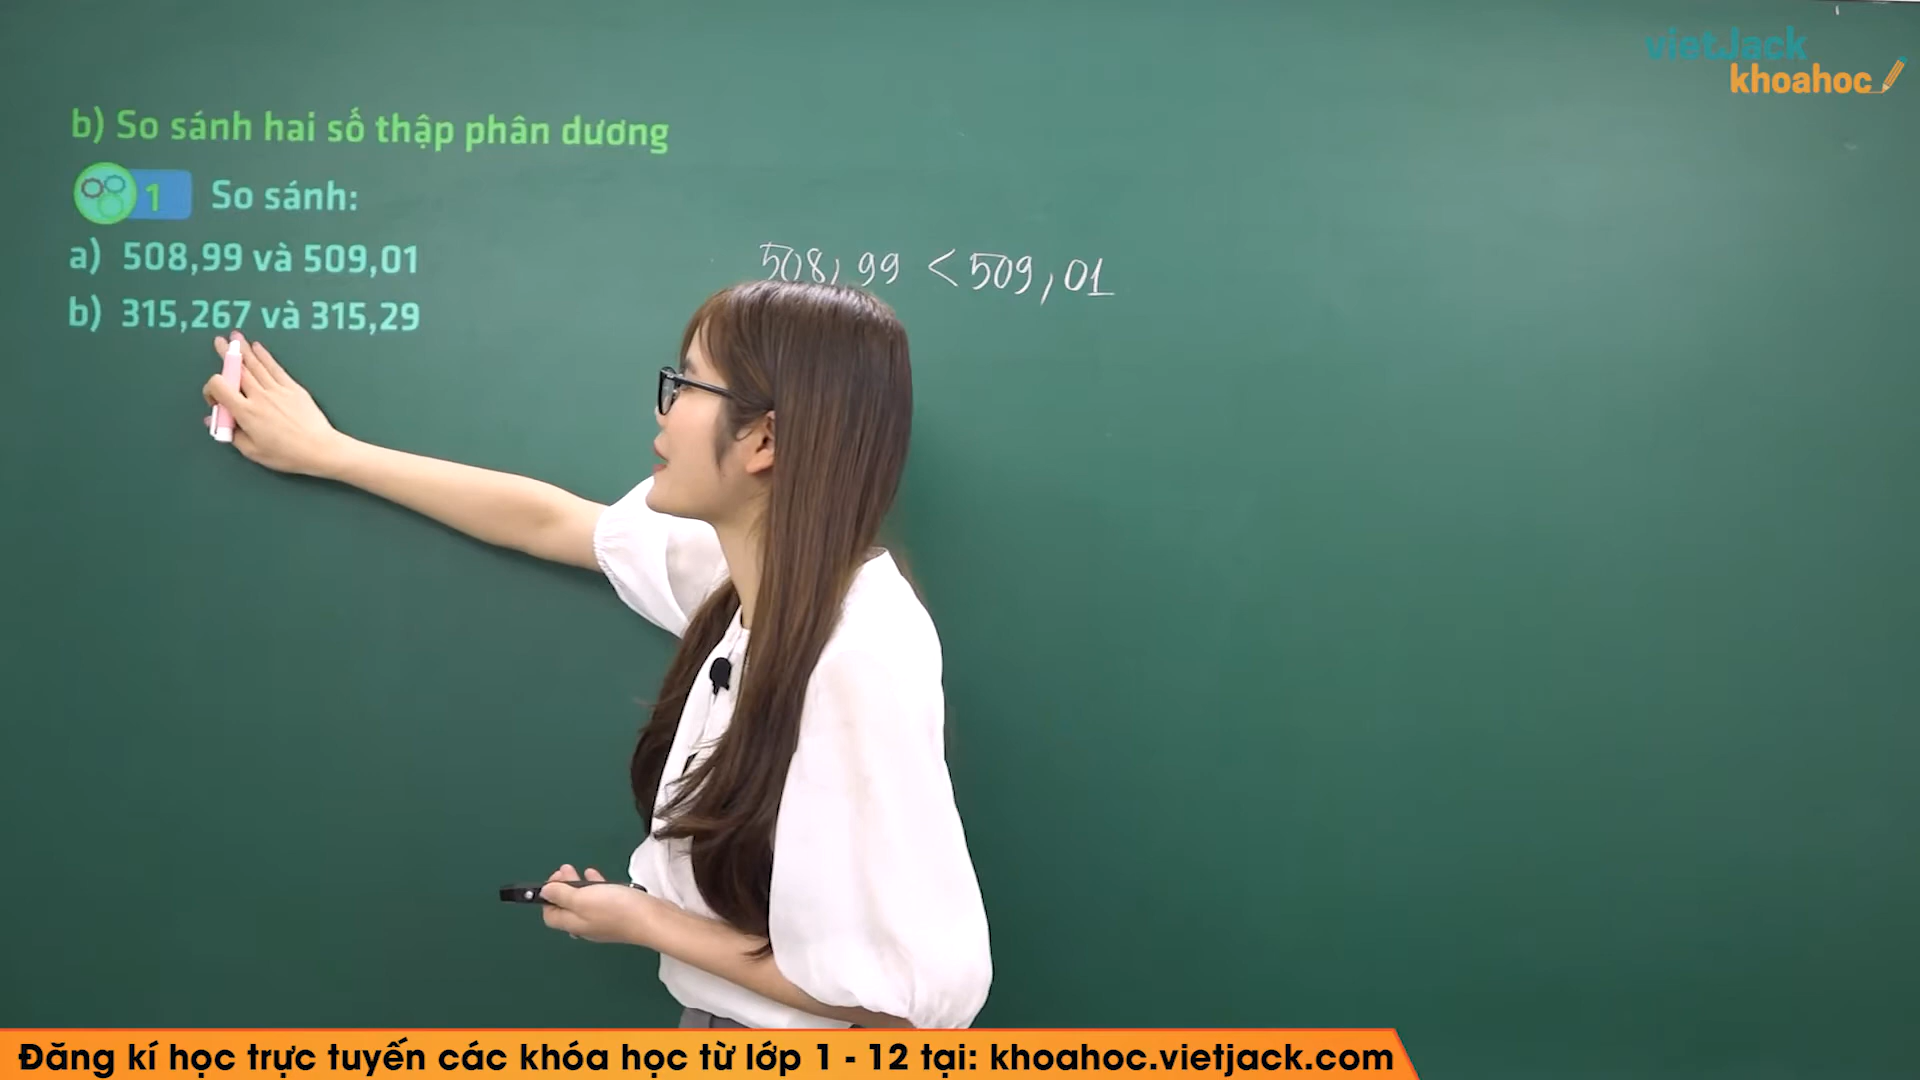 vietJack
khoahoc
b) So sánh hai số thập phân dương
1 So sánh:
a) 508,99 và 509,01
b) 315,267 và 315,29
508,99 < 509,01
Đăng kí học trực tuyến các khóa học từ lớp 1 - 12 tại: khoahoc.vietjack.com